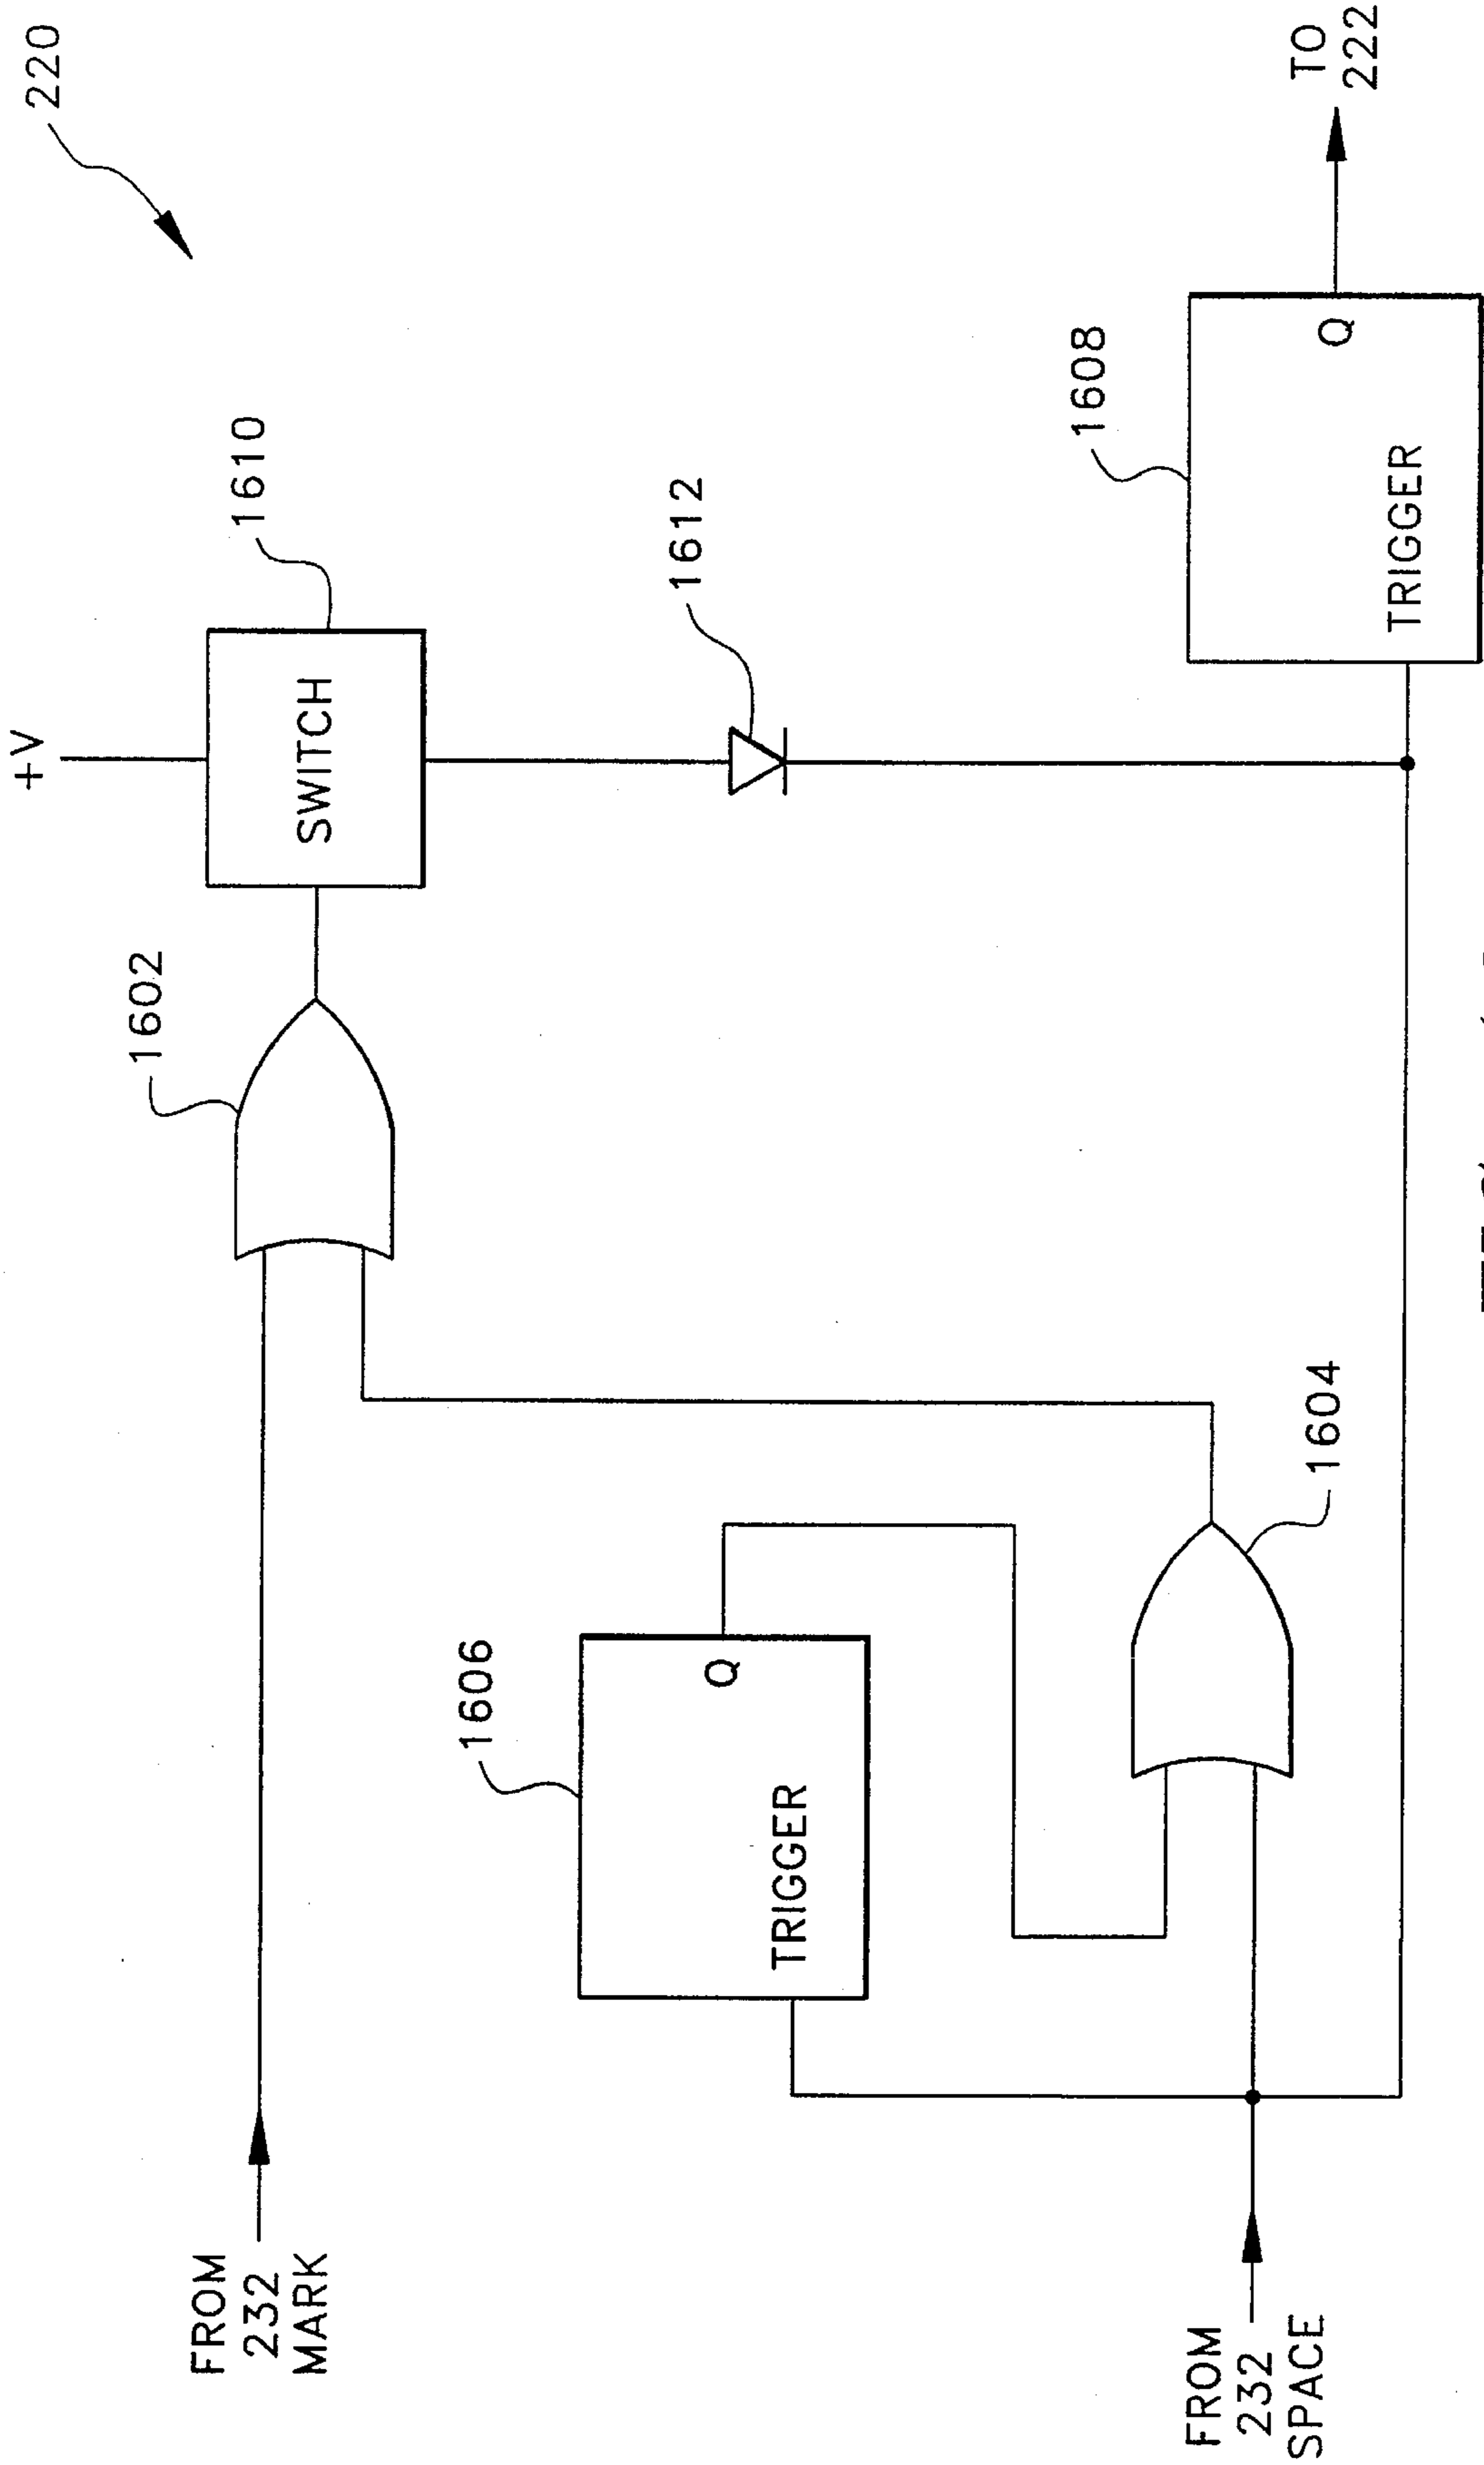 220
+V
1610
SWITCH
1602
FROM
232
MARK
1612
1606
Q
TRIGGER
1608
Q
TRIGGER
TO
222
1604
FROM
232
SPACE